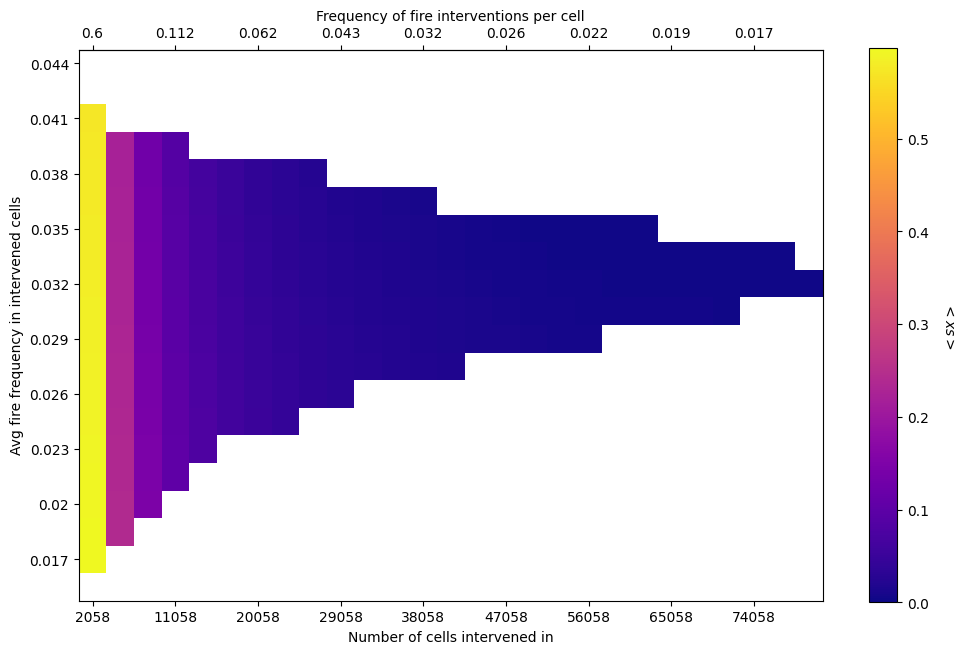 Frequency of fire interventions per cell
0.6 0.112 0.062 0.043 0.032 0.026 0.022 0.019 0.017
Avg fire frequency in intervened cells
0.044
0.041
0.038
0.035
0.032
0.029
0.026
0.023
0.02
0.017
2058 11058 20058 29058 38058 47058 56058 65058 74058
Number of cells intervened in
0.5
0.4
0.3
0.2
0.1
0.0
< sx >